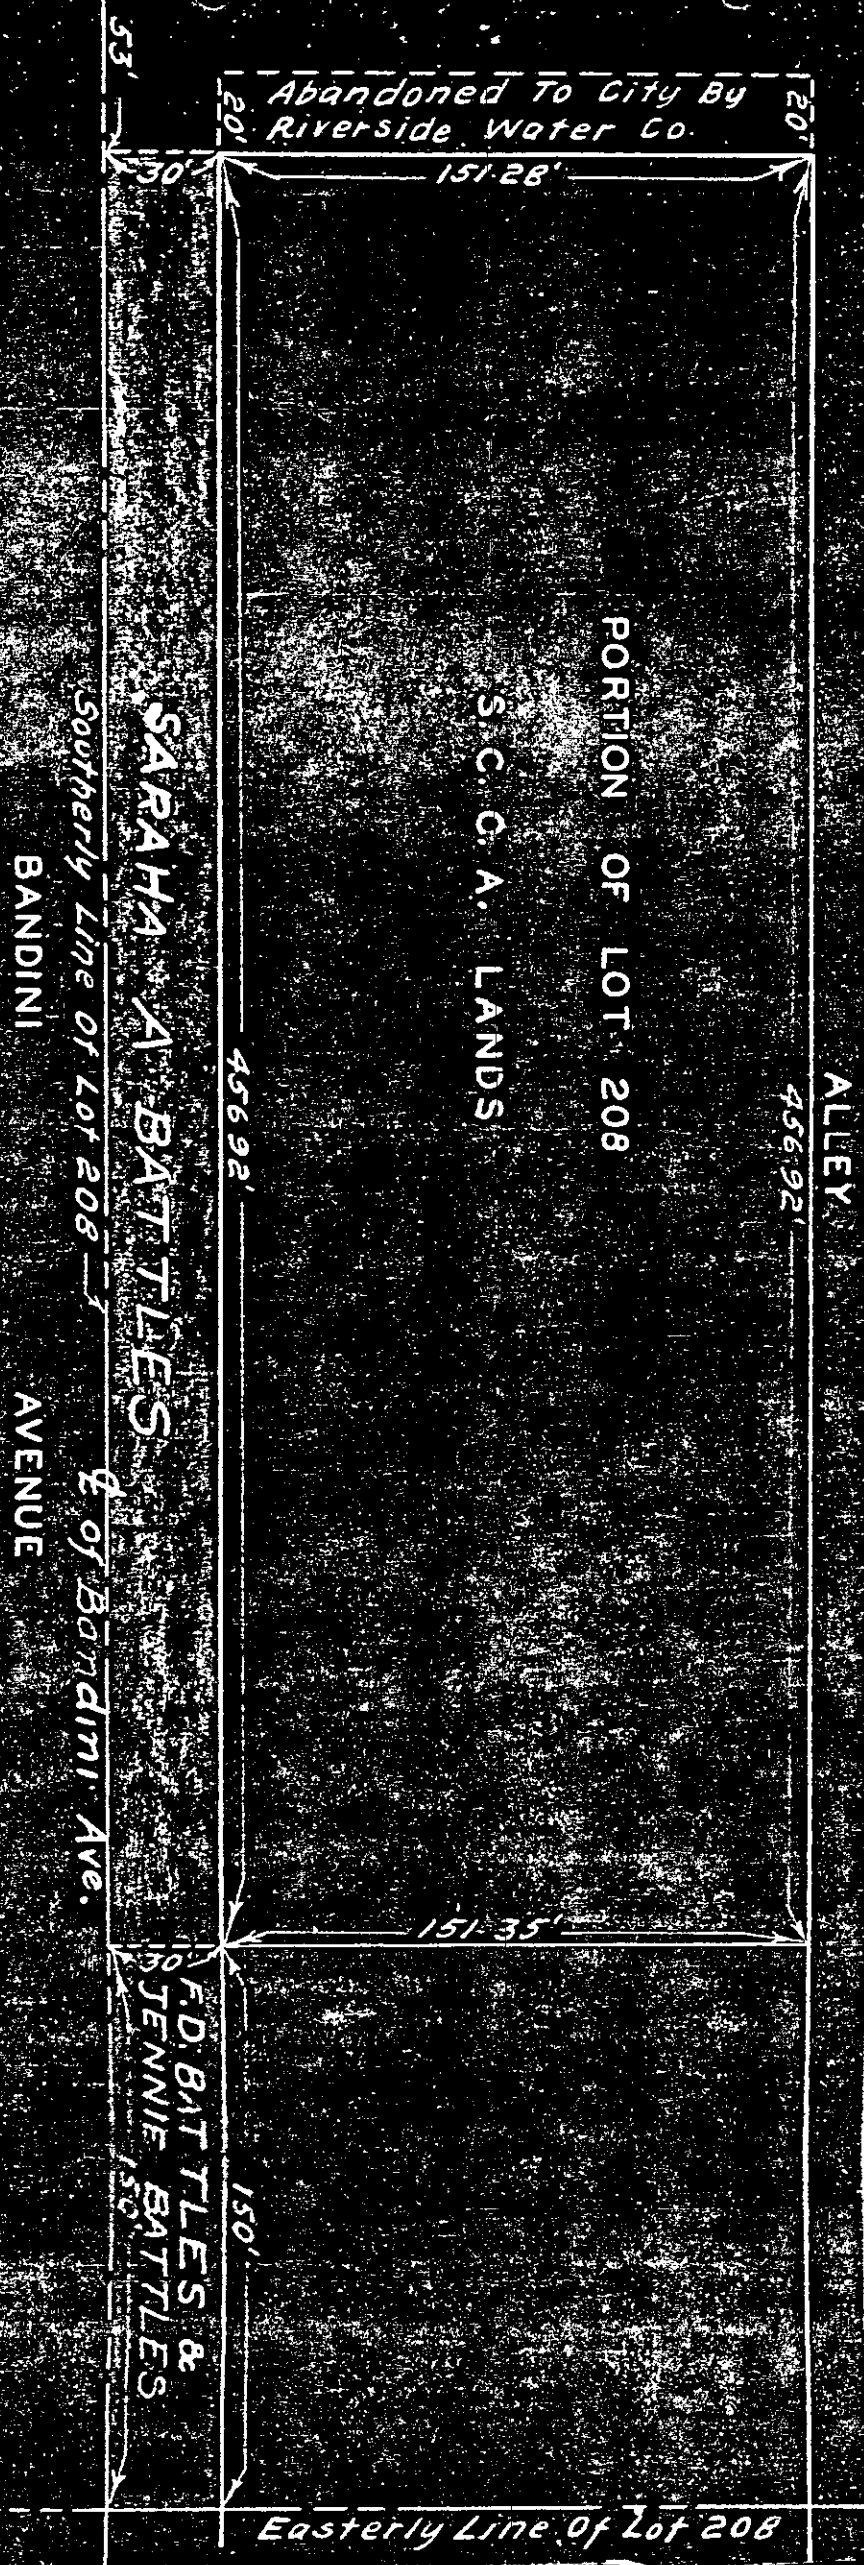 53'
Abandoned To City By
Riverside Water Co.
20'
20'
30'
151.28'
ALLEY
456.92'
PORTION OF LOT 208
S. C. C. A. LANDS
456.92'
SARAHA A BATTLES
Southerly Line Of Lot 208
℄ of Bandini Ave.
BANDINI AVENUE
151.35'
30'
150'
F.D. BATTLES &
JENNIE BATTLES
150'
Easterly Line Of Lot 208